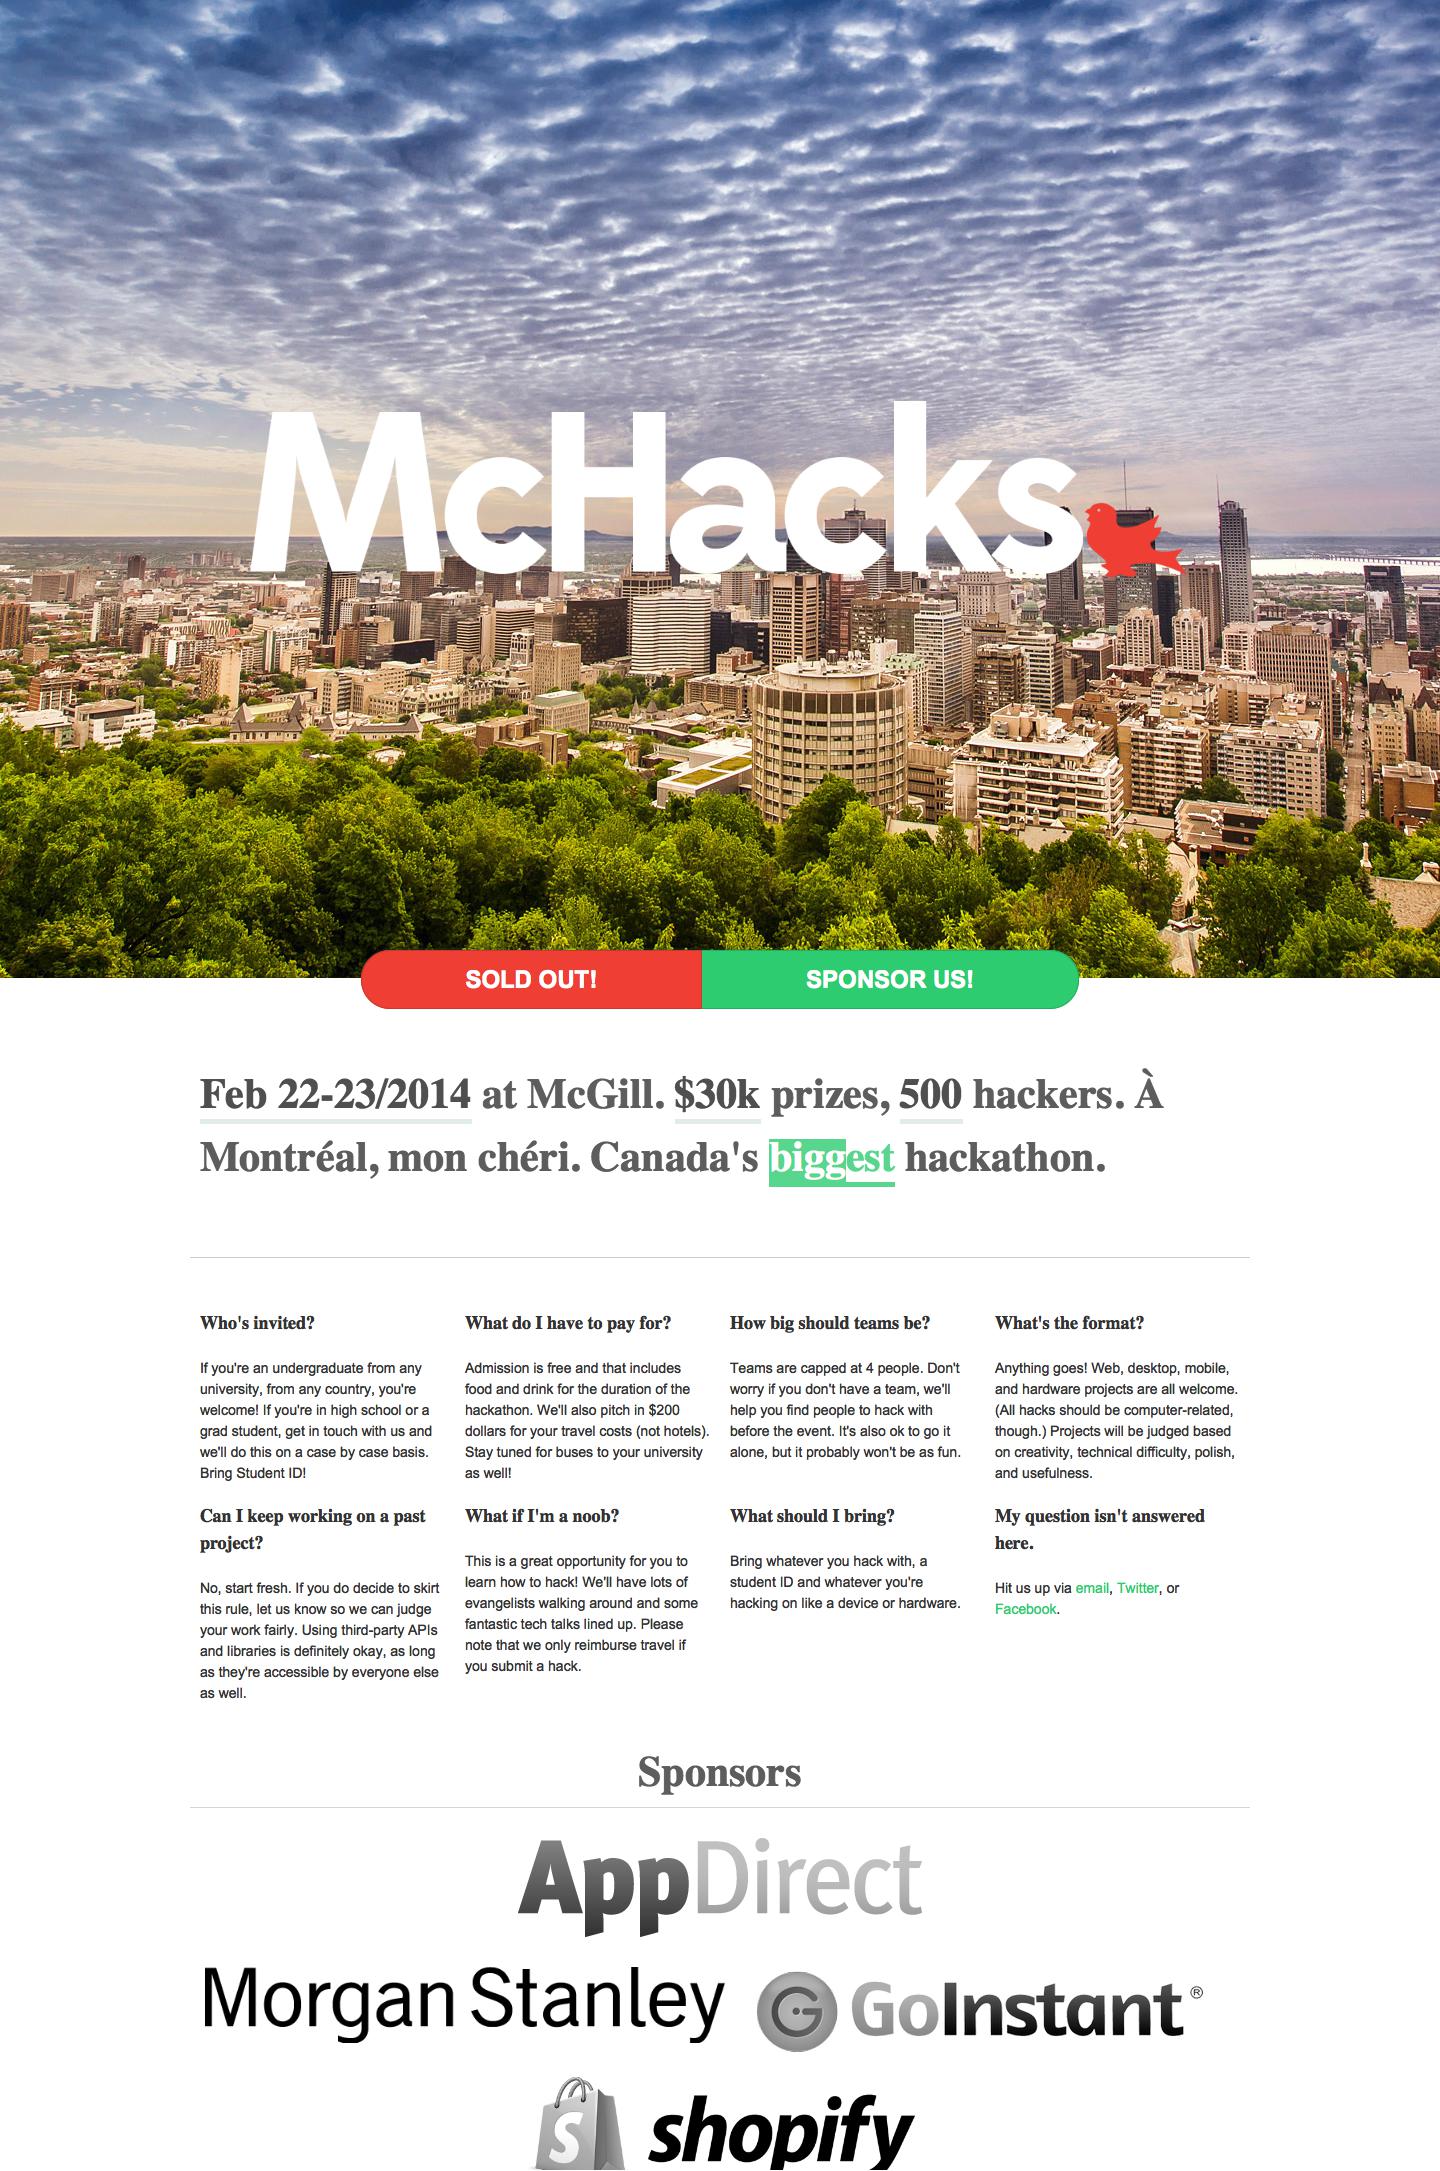 McHacks
SOLD OUT!
SPONSOR US!
Feb 22-23/2014 at McGill. $30k prizes, 500 hackers. À
Montréal, mon chéri. Canada's biggest hackathon.
Who's invited?
If you're an undergraduate from any
university, from any country, you're
welcome! If you're in high school or a
grad student, get in touch with us and
we'll do this on a case by case basis.
Bring Student ID!
What do I have to pay for?
Admission is free and that includes
food and drink for the duration of the
hackathon. We'll also pitch in $200
dollars for your travel costs (not hotels).
Stay tuned for buses to your university
as well!
How big should teams be?
Teams are capped at 4 people. Don't
worry if you don't have a team, we'll
help you find people to hack with
before the event. It's also ok to go it
alone, but it probably won't be as fun.
What's the format?
Anything goes! Web, desktop, mobile,
and hardware projects are all welcome.
(All hacks should be computer-related,
though.) Projects will be judged based
on creativity, technical difficulty, polish,
and usefulness.
Can I keep working on a past
project?
No, start fresh. If you do decide to skirt
this rule, let us know so we can judge
your work fairly. Using third-party APIs
and libraries is definitely okay, as long
as they're accessible by everyone else
as well.
What if I'm a noob?
This is a great opportunity for you to
learn how to hack! We'll have lots of
evangelists walking around and some
fantastic tech talks lined up. Please
note that we only reimburse travel if
you submit a hack.
What should I bring?
Bring whatever you hack with, a
student ID and whatever you're
hacking on like a device or hardware.
My question isn't answered
here.
Hit us up via email, Twitter, or
Facebook.
Sponsors
AppDirect
Morgan Stanley
G GoInstant®
S shopify